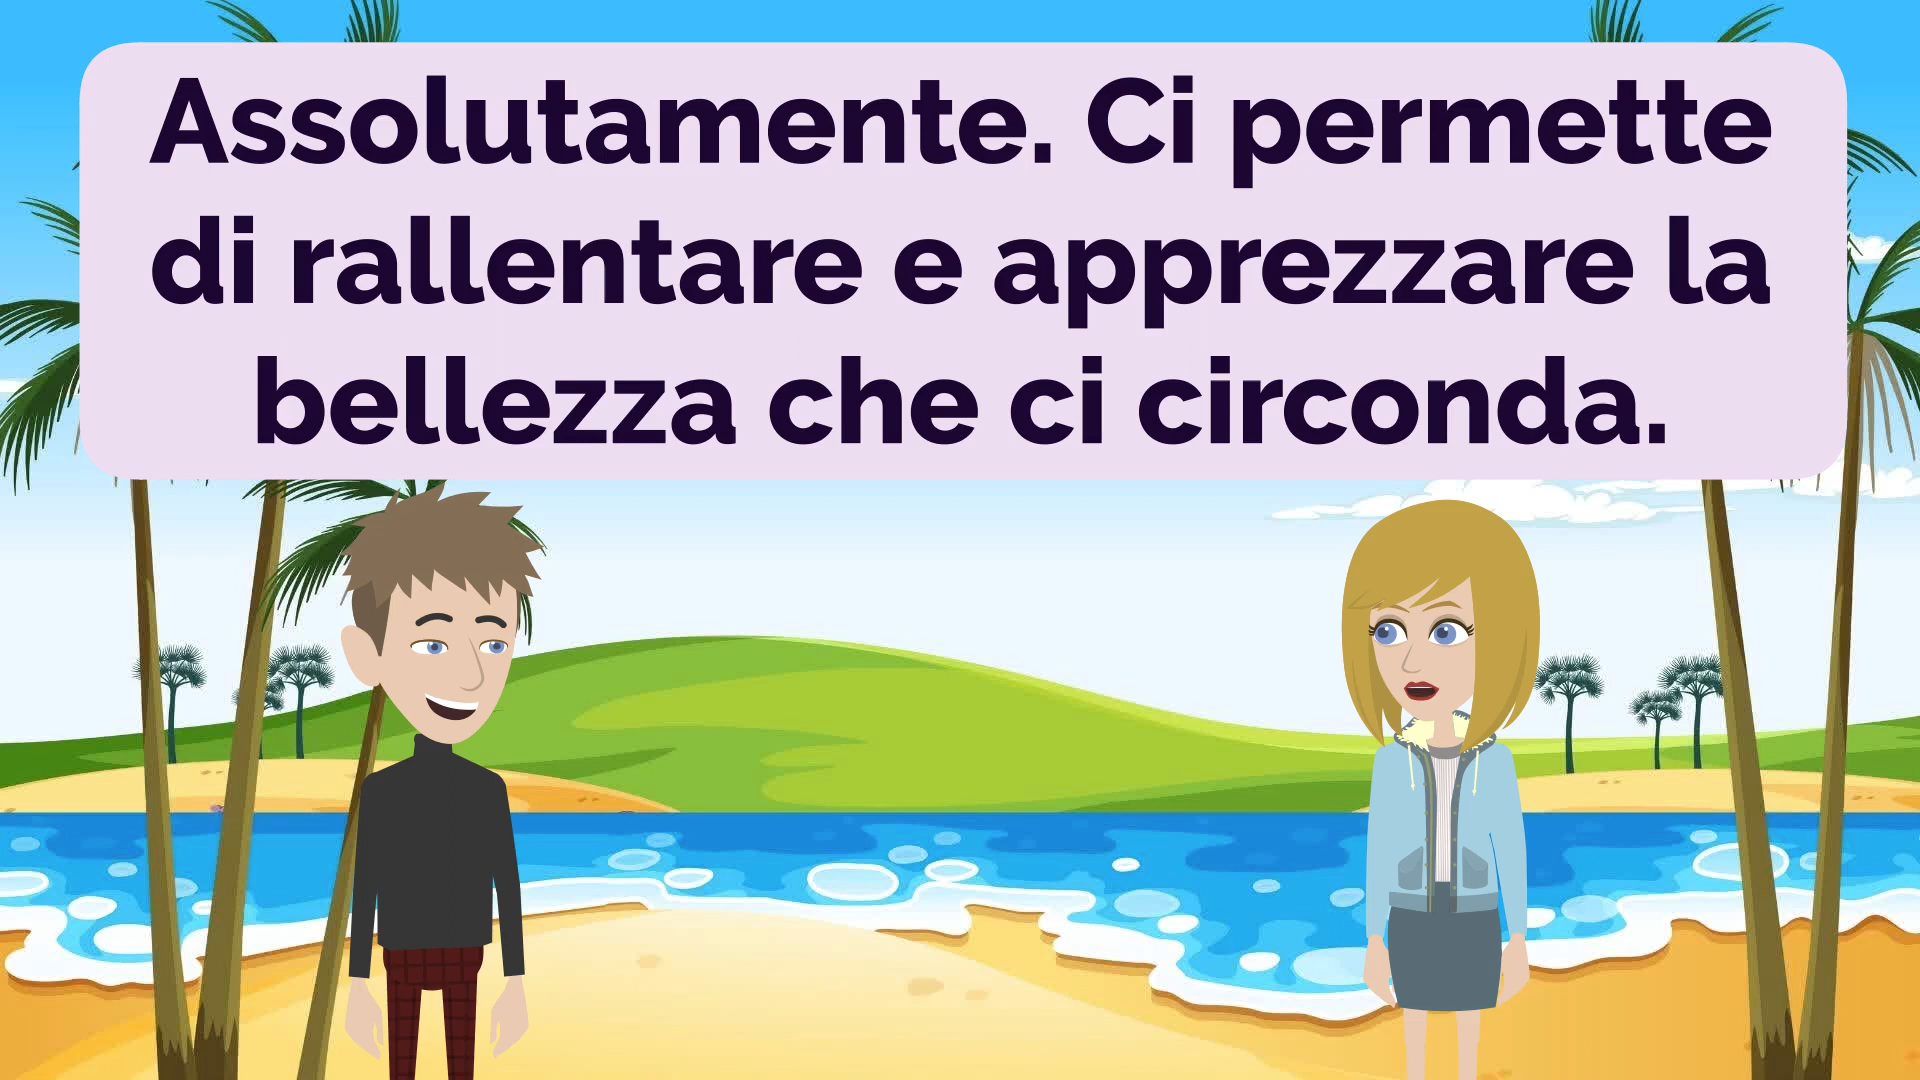 Assolutamente. Ci permette
di rallentare e apprezzare la
bellezza che ci circonda.